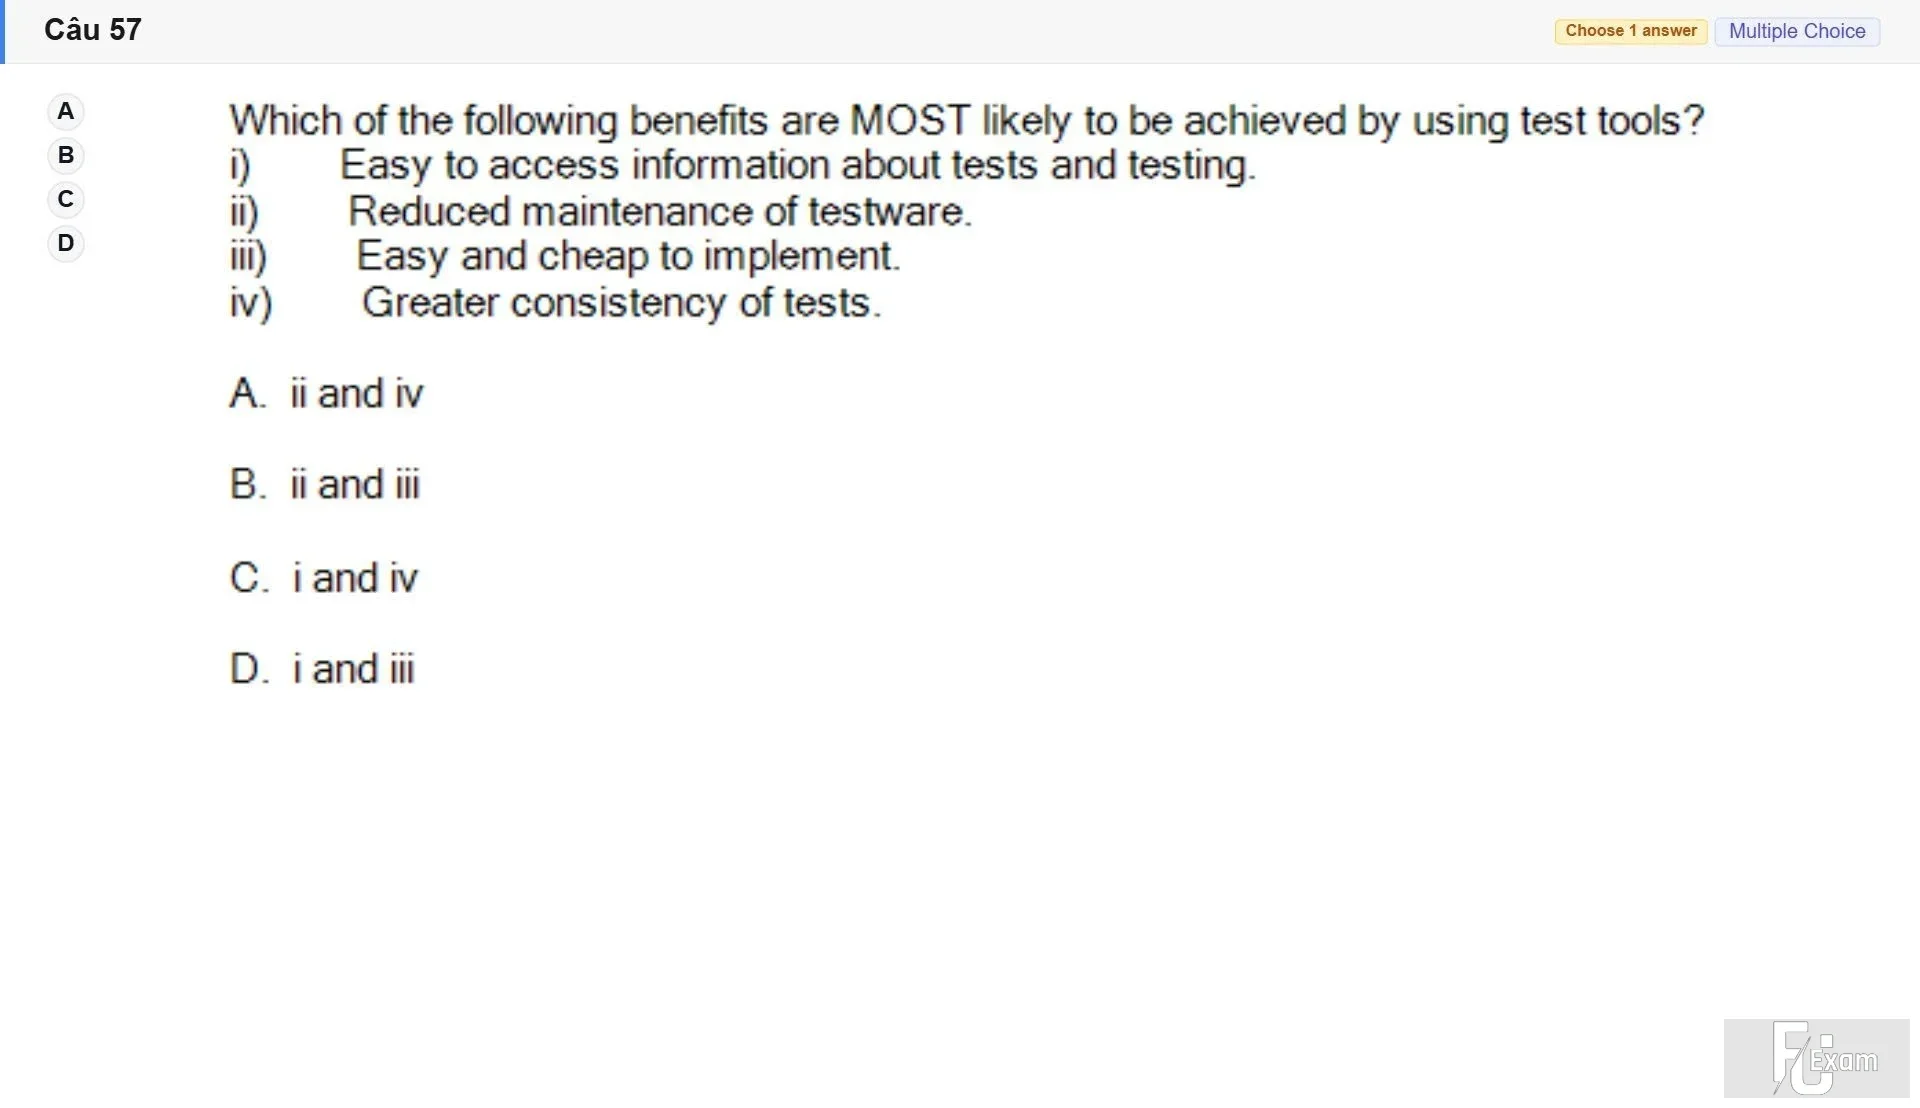 Câu 57
Choose 1 answer
Multiple Choice
A
B
C
D
Which of the following benefits are MOST likely to be achieved by using test tools?
i) Easy to access information about tests and testing.
ii) Reduced maintenance of testware.
iii) Easy and cheap to implement.
iv) Greater consistency of tests.
A. ii and iv
B. ii and iii
C. i and iv
D. i and iii
FU Exam